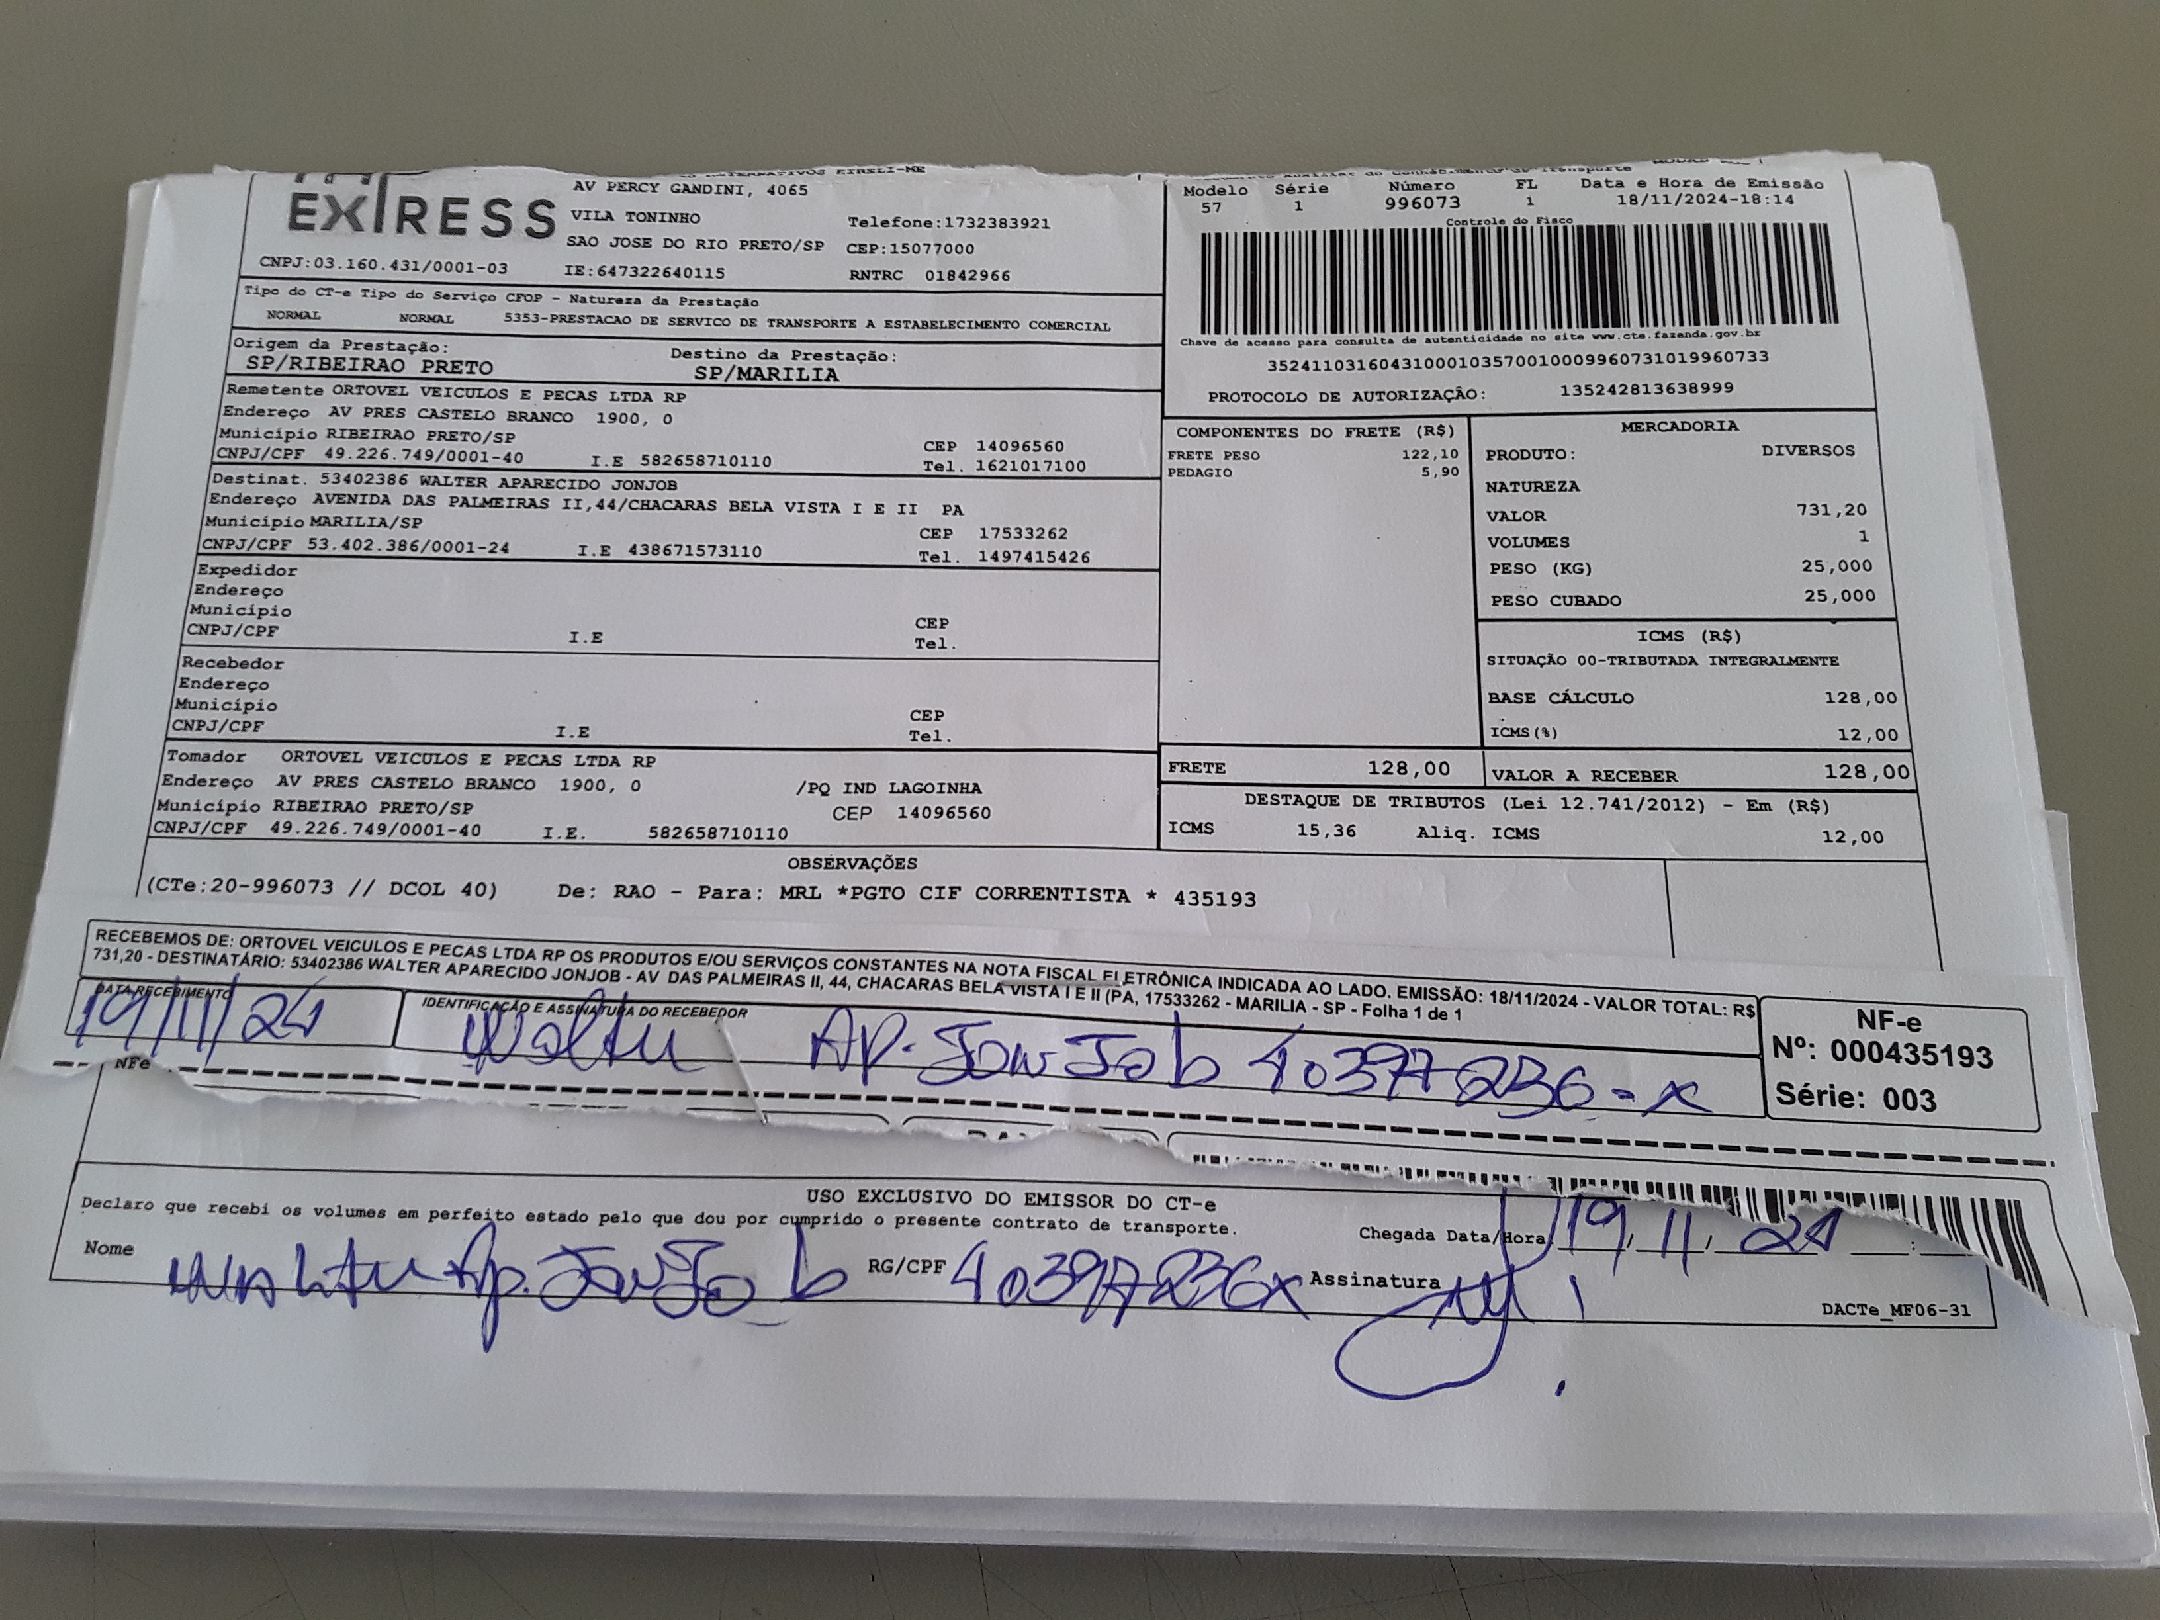 EXPRESS
AV PERCY GANDINI, 4065
VILA TONINHO
Telefone:1732383921
SAO JOSE DO RIO PRETO/SP CEP:15077000
CNPJ:03.160.431/0001-03 IE:647322640115 RNTRC 01842966
Modelo Série Número FL Data e Hora de Emissão
57 1 996073 1 18/11/2024-18:14
Controle do Fisco
Chave de acesso para consulta de autenticidade no site www.cte.fazenda.gov.br
35241103160431000103570010009960731019960733
PROTOCOLO DE AUTORIZAÇÃO: 135242813638999
Tipo do CT-e Tipo do Serviço CFOP - Natureza da Prestação
NORMAL NORMAL 5353-PRESTACAO DE SERVICO DE TRANSPORTE A ESTABELECIMENTO COMERCIAL
Origem da Prestação: Destino da Prestação:
SP/RIBEIRAO PRETO SP/MARILIA
Remetente ORTOVEL VEICULOS E PECAS LTDA RP
Endereço AV PRES CASTELO BRANCO 1900, 0
Município RIBEIRAO PRETO/SP CEP 14096560
CNPJ/CPF 49.226.749/0001-40 I.E 582658710110 Tel. 1621017100
Destinat. 53402386 WALTER APARECIDO JONJOB
Endereço AVENIDA DAS PALMEIRAS II,44/CHACARAS BELA VISTA I E II PA
Município MARILIA/SP CEP 17533262
CNPJ/CPF 53.402.386/0001-24 I.E 438671573110 Tel. 1497415426
Expedidor
Endereço
Município CEP
CNPJ/CPF I.E Tel.
Recebedor
Endereço
Município CEP
CNPJ/CPF I.E Tel.
Tomador ORTOVEL VEICULOS E PECAS LTDA RP
Endereço AV PRES CASTELO BRANCO 1900, 0 /PQ IND LAGOINHA
Município RIBEIRAO PRETO/SP CEP 14096560
CNPJ/CPF 49.226.749/0001-40 I.E. 582658710110
COMPONENTES DO FRETE (R$)
FRETE PESO 122,10
PEDAGIO 5,90
MERCADORIA
PRODUTO: DIVERSOS
NATUREZA
VALOR 731,20
VOLUMES 1
PESO (KG) 25,000
PESO CUBADO 25,000
ICMS (R$)
SITUAÇÃO 00-TRIBUTADA INTEGRALMENTE
BASE CÁLCULO 128,00
ICMS(%) 12,00
FRETE 128,00 VALOR A RECEBER 128,00
DESTAQUE DE TRIBUTOS (Lei 12.741/2012) - Em (R$)
ICMS 15,36 Aliq. ICMS 12,00
OBSERVAÇÕES
(CTe:20-996073 // DCOL 40) De: RAO - Para: MRL *PGTO CIF CORRENTISTA * 435193
RECEBEMOS DE: ORTOVEL VEICULOS E PECAS LTDA RP OS PRODUTOS E/OU SERVIÇOS CONSTANTES NA NOTA FISCAL ELETRÔNICA INDICADA AO LADO. EMISSÃO: 18/11/2024 - VALOR TOTAL: R$
731,20 - DESTINATÁRIO: 53402386 WALTER APARECIDO JONJOB - AV DAS PALMEIRAS II, 44, CHACARAS BELA VISTA I E II (PA, 17533262 - MARILIA - SP - Folha 1 de 1
DATA RECEBIMENTO IDENTIFICAÇÃO E ASSINATURA DO RECEBEDOR
19/11/24 Walter Ap. JonJob 40397236-x
NF-e
Nº: 000435193
Série: 003
NFe
USO EXCLUSIVO DO EMISSOR DO CT-e
Declaro que recebi os volumes em perfeito estado pelo que dou por cumprido o presente contrato de transporte.
Chegada Data/Hora 19/11/24
Nome Walter Ap. JonJob RG/CPF 40397236x Assinatura
DACTe_MF06-31